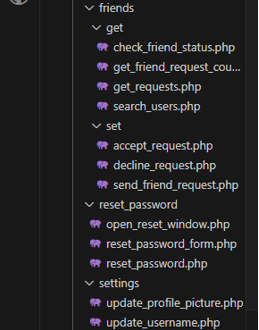 friends
get
check_friend_status.php
get_friend_request_cou...
get_requests.php
search_users.php
set
accept_request.php
decline_request.php
send_friend_request.php
reset_password
open_reset_window.php
reset_password_form.php
reset_password.php
settings
update_profile_picture.php
update_username.php